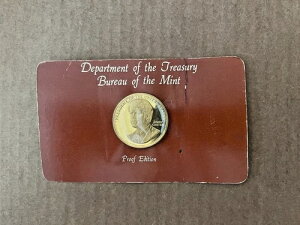 Department of the Treasury
Bureau of the Mint
Proof Edition